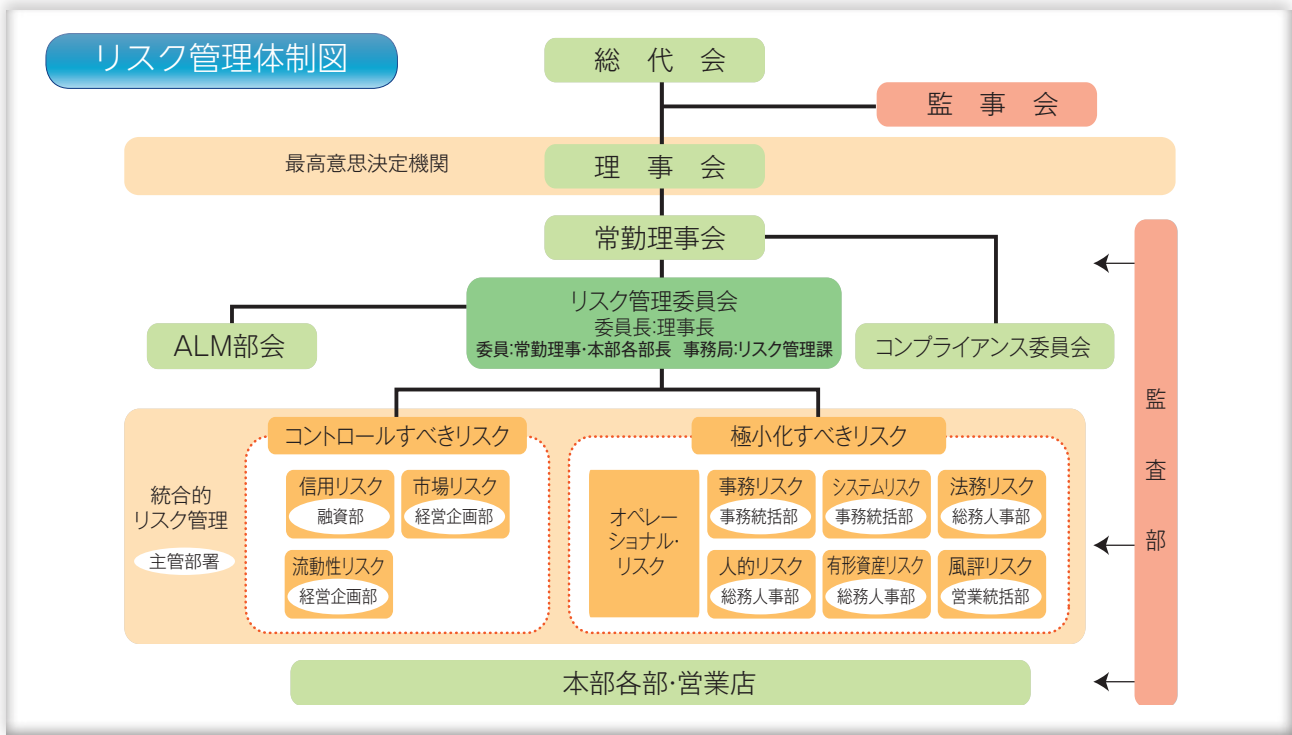 リスク管理体制図
総代会
監事会
最高意思決定機関
理事会
常勤理事会
リスク管理委員会
委員長:理事長
委員:常勤理事・本部各部長 事務局:リスク管理課
ALM部会
コンプライアンス委員会
監査部
統合的
リスク管理
主管部署
コントロールすべきリスク
信用リスク
融資部
市場リスク
経営企画部
流動性リスク
経営企画部
極小化すべきリスク
オペレー
ショナル・
リスク
事務リスク
事務統括部
システムリスク
事務統括部
法務リスク
総務人事部
人的リスク
総務人事部
有形資産リスク
総務人事部
風評リスク
営業統括部
本部各部・営業店